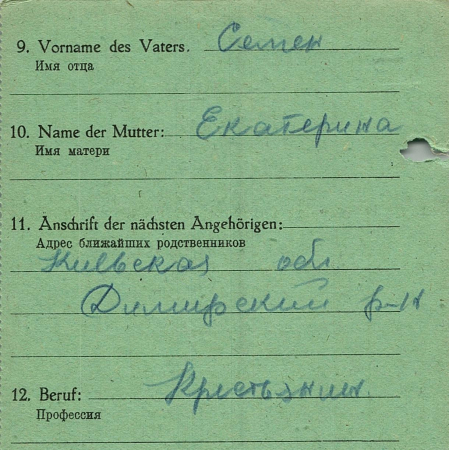 9. Vorname des Vaters. Семен
Имя отца
10. Name der Mutter: Екатерина
Имя матери
11. Anschrift der nächsten Angehörigen:
Адрес ближайших родственников
Киевская обл
Димирский р-н
12. Beruf: Крестьянин.
Профессия